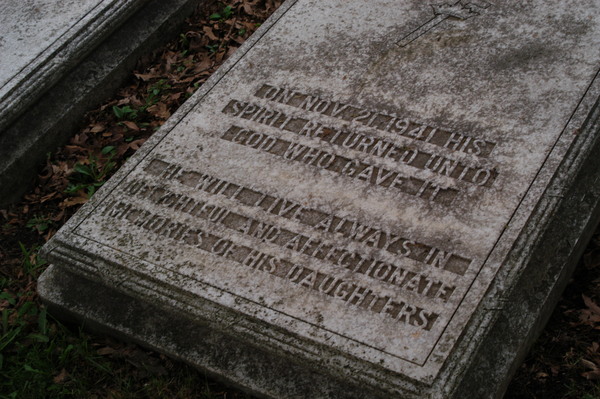 ON NOV. 21, 1941 HIS
SPIRIT RETURNED UNTO
GOD WHO GAVE IT
HE WILL LIVE ALWAYS IN
THE FAITHFUL AND AFFECTIONATE
MEMORIES OF HIS DAUGHTERS